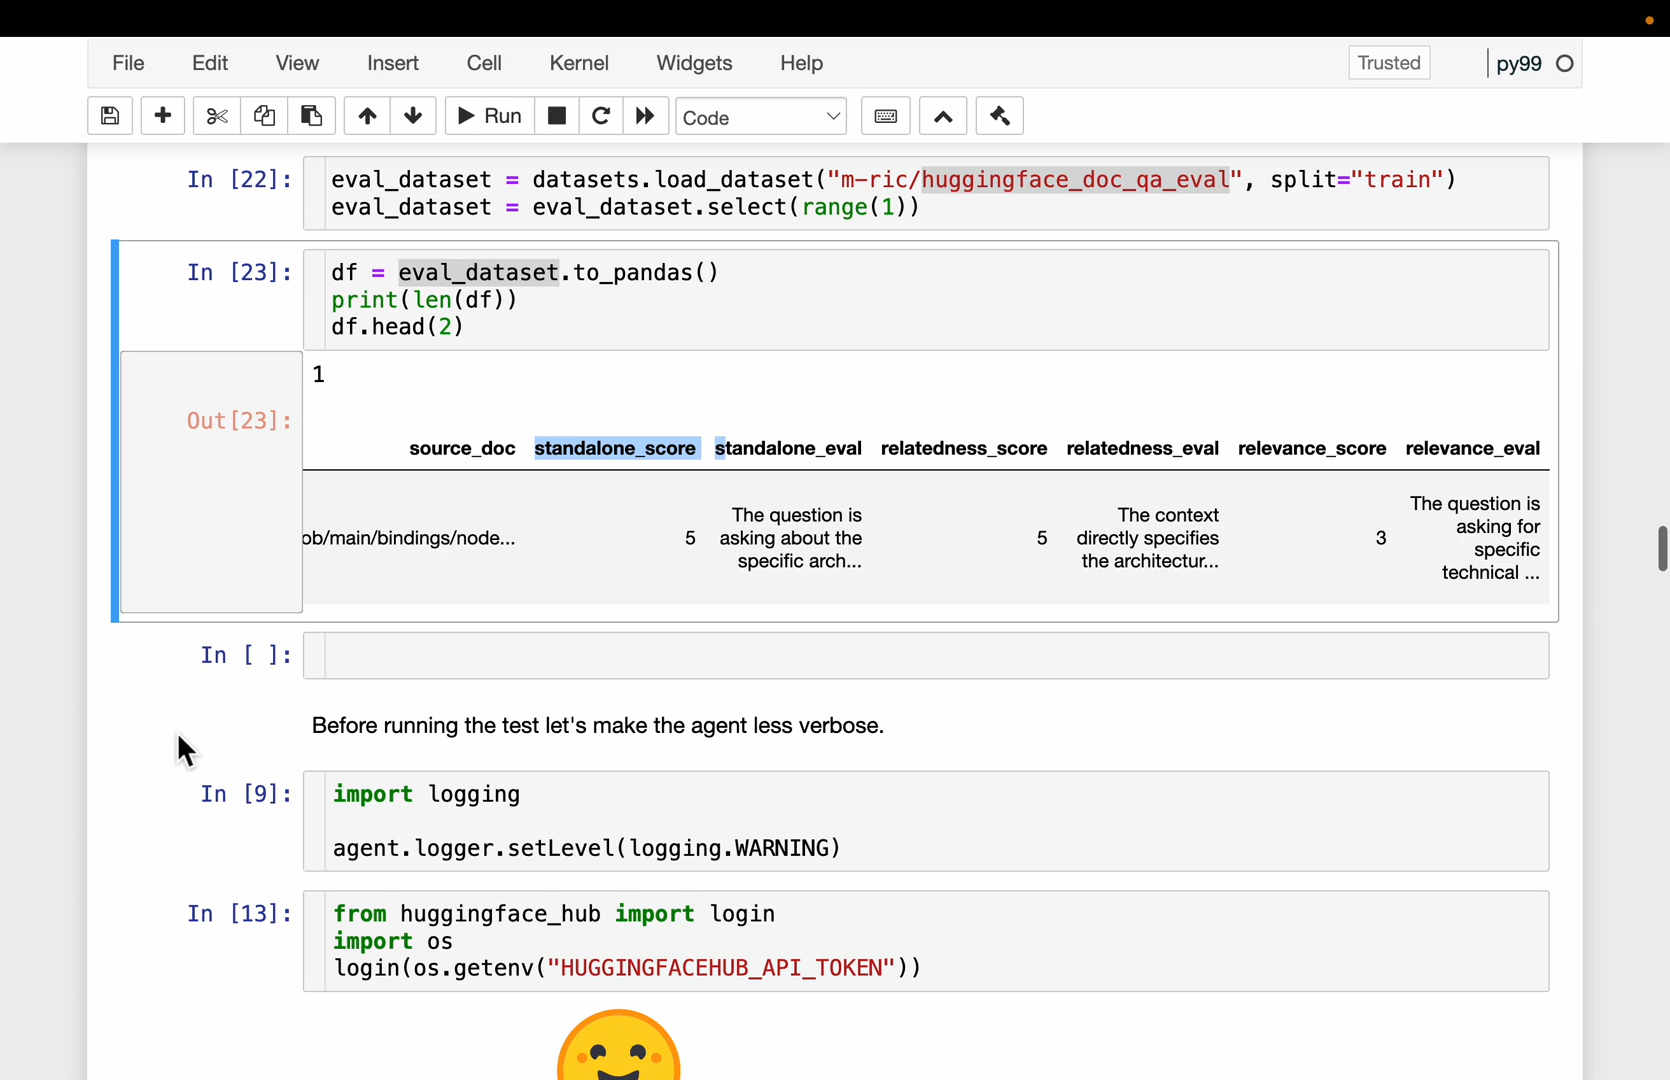 File Edit View Insert Cell Kernel Widgets Help Trusted py99
Run Code
In [22]: eval_dataset = datasets.load_dataset("m-ric/huggingface_doc_qa_eval", split="train")
eval_dataset = eval_dataset.select(range(1))
In [23]: df = eval_dataset.to_pandas()
print(len(df))
df.head(2)
1
Out[23]:
source_doc standalone_score standalone_eval relatedness_score relatedness_eval relevance_score relevance_eval
ob/main/bindings/node... 5 The question is asking about the specific arch... 5 The context directly specifies the architectur... 3 The question is asking for specific technical ...
In [ ]:
Before running the test let's make the agent less verbose.
In [9]: import logging
agent.logger.setLevel(logging.WARNING)
In [13]: from huggingface_hub import login
import os
login(os.getenv("HUGGINGFACEHUB_API_TOKEN"))